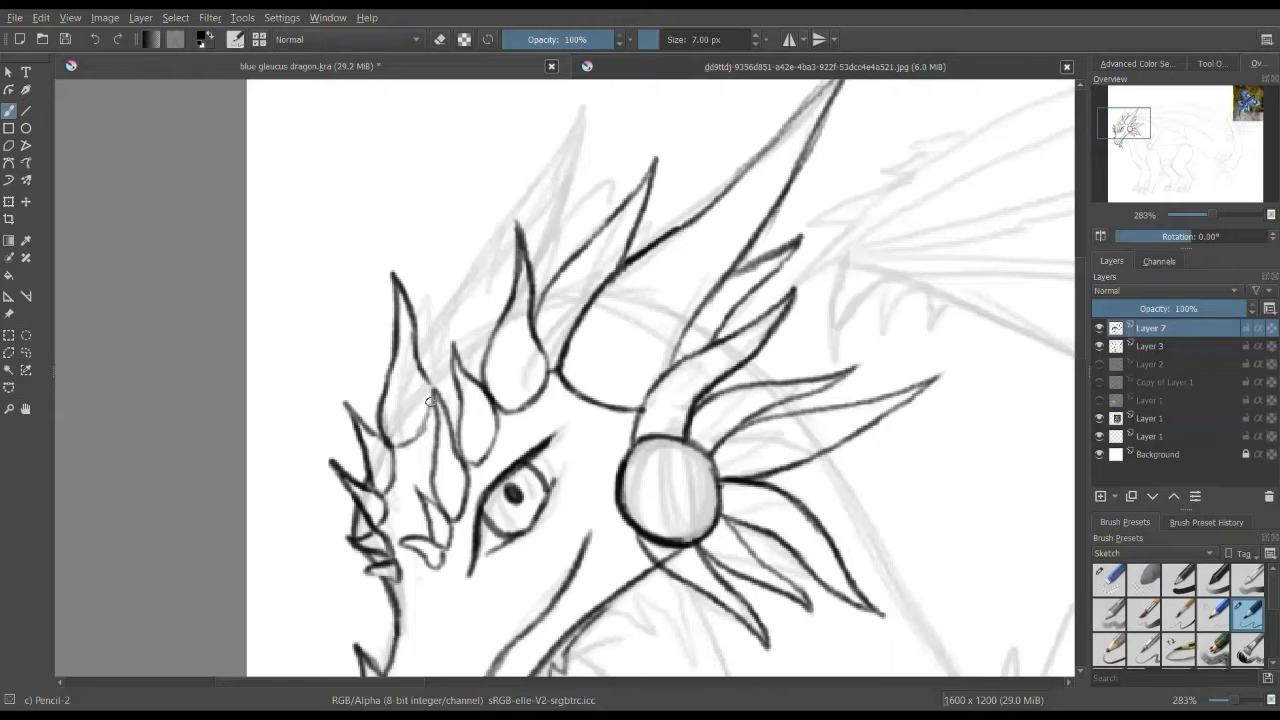 File Edit View Image Layer Select Filter Tools Settings Window Help
Normal Opacity: 100% Size: 7.00 px
blue glaucus dragon.kra (29.2 MiB) *
dd9ttdj-9356d851-a42e-4ba3-922f-53dcc4e4a521.jpg (6.0 MiB)
Advanced Color Se... Tool O... Ov...
Overview
283%
Rotation: 0.00°
Layers Channels
Layers
Normal
Opacity: 100%
Layer 7
Layer 3
Layer 2
Copy of Layer 1
Layer 1
Layer 1
Layer 1
Background
Brush Presets Brush Preset History
Brush Presets
Sketch Tag
Search
c) Pencil-2 RGB/Alpha (8-bit integer/channel) sRGB-elle-V2-srgbtrc.icc 1600 x 1200 (29.0 MiB) 283%